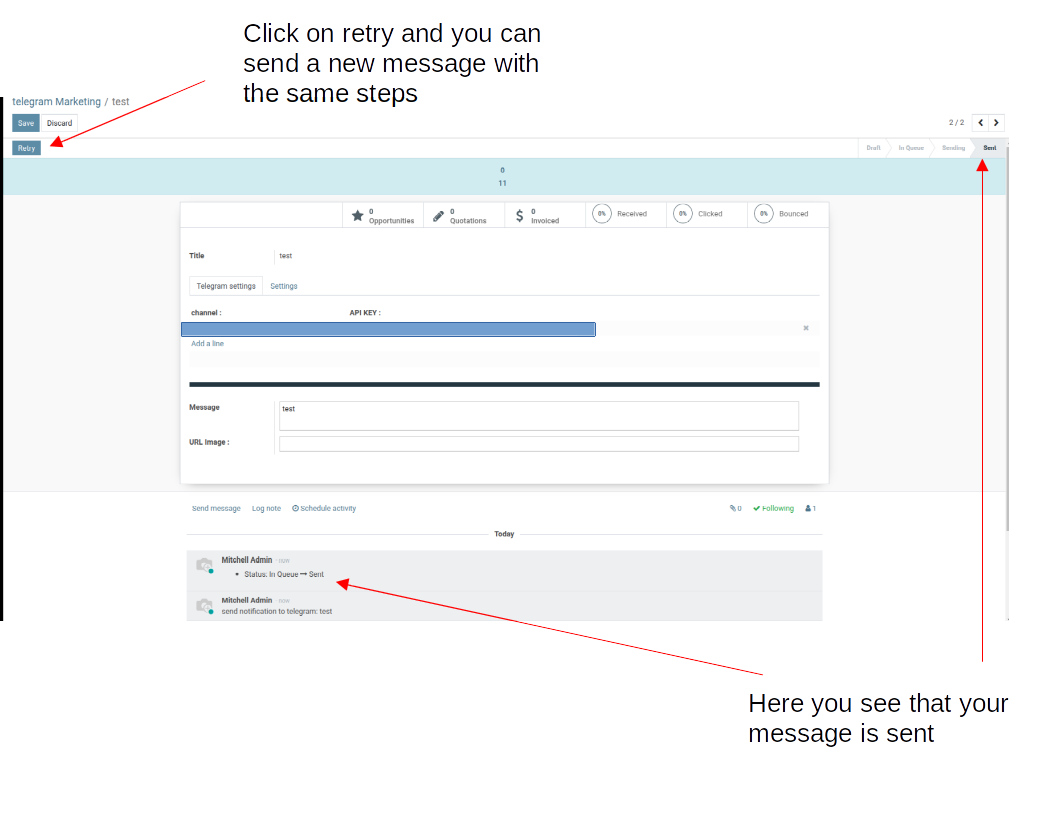 Click on retry and you can
send a new message with
the same steps
telegram Marketing / test
Save Discard
2 / 2
Retry
Draft In Queue Sending Sent
0
11
0 Opportunities
0 Quotations
0 Invoiced
0% Received
0% Clicked
0% Bounced
Title test
Telegram settings Settings
channel : API KEY :
Add a line
Message test
URL Image :
Send message Log note Schedule activity
0 Following 1
Today
Mitchell Admin - now
• Status: In Queue → Sent
Mitchell Admin - now
send notification to telegram: test
Here you see that your
message is sent